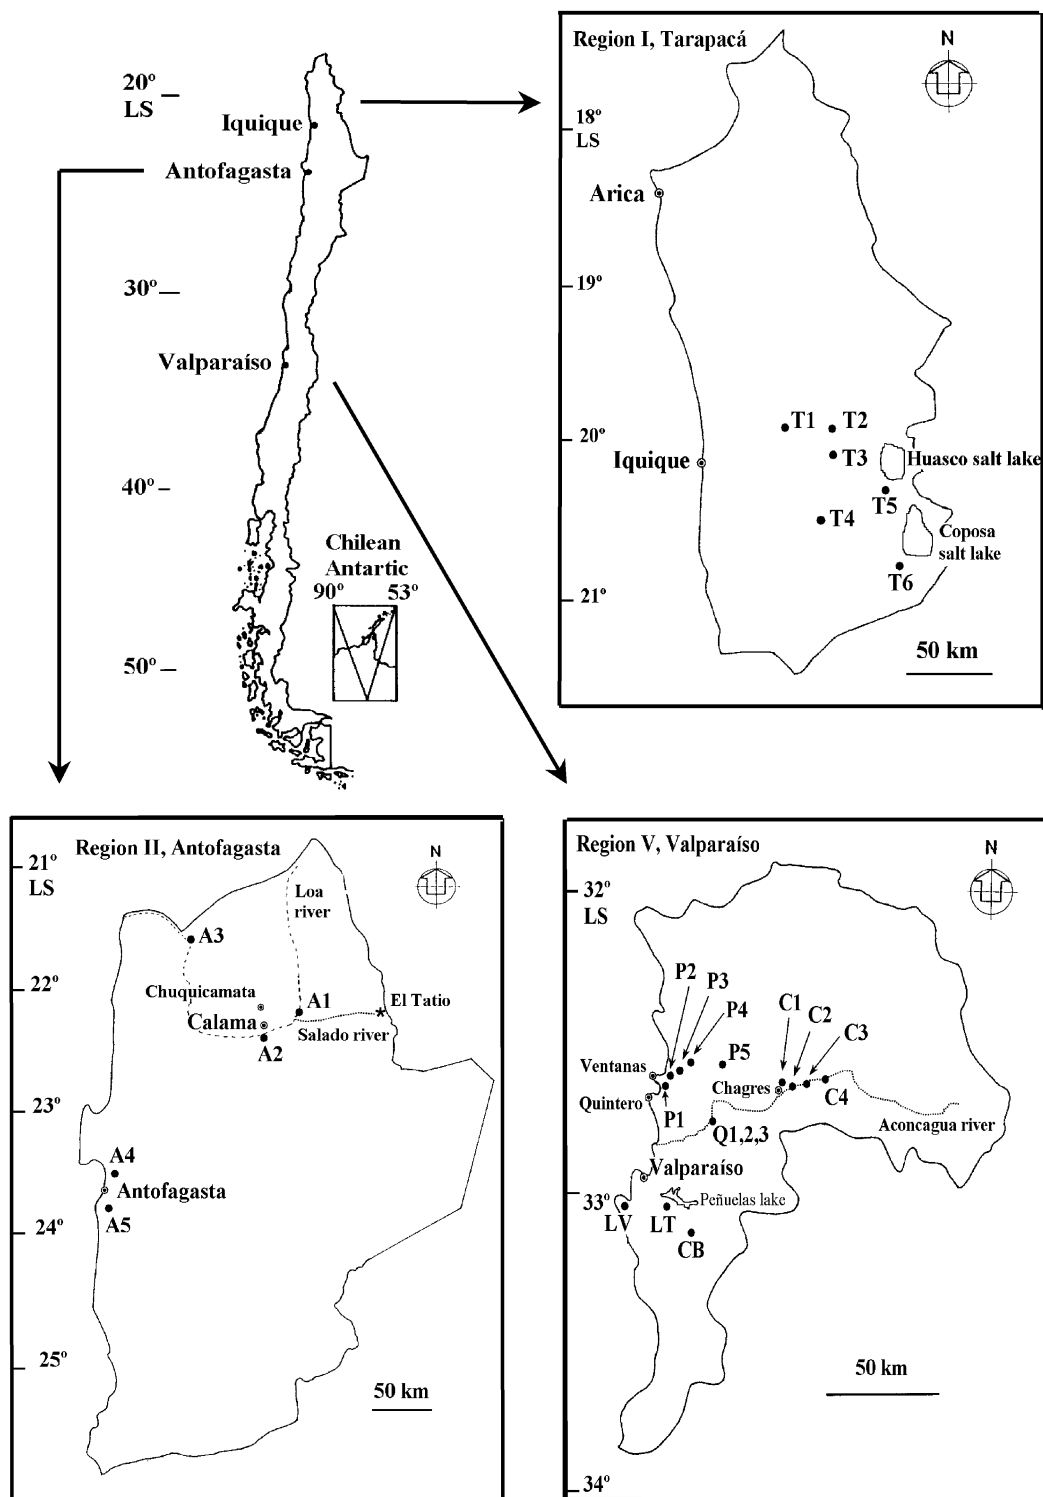 20º
LS
Iquique
Antofagasta
30º
Valparaíso
40º
50º
Chilean
Antartic
90º 53º
Region I, Tarapacá
N
18º
LS
Arica
19º
T1 T2
20º
T3
Iquique
Huasco salt lake
T5
T4
Coposa
salt lake
T6
21º
50 km
Region II, Antofagasta
N
21º
LS
Loa
river
A3
22º
Chuquicamata
A1
El Tatio
Calama
Salado river
A2
23º
A4
Antofagasta
A5
24º
25º
50 km
Region V, Valparaíso
N
32º
LS
P2 P3
P4
C1
C2
C3
P5
Ventanas
Chagres
C4
Quintero
P1
Q1,2,3
Aconcagua river
Valparaíso
33º
Peñuelas lake
LV LT
CB
50 km
34º